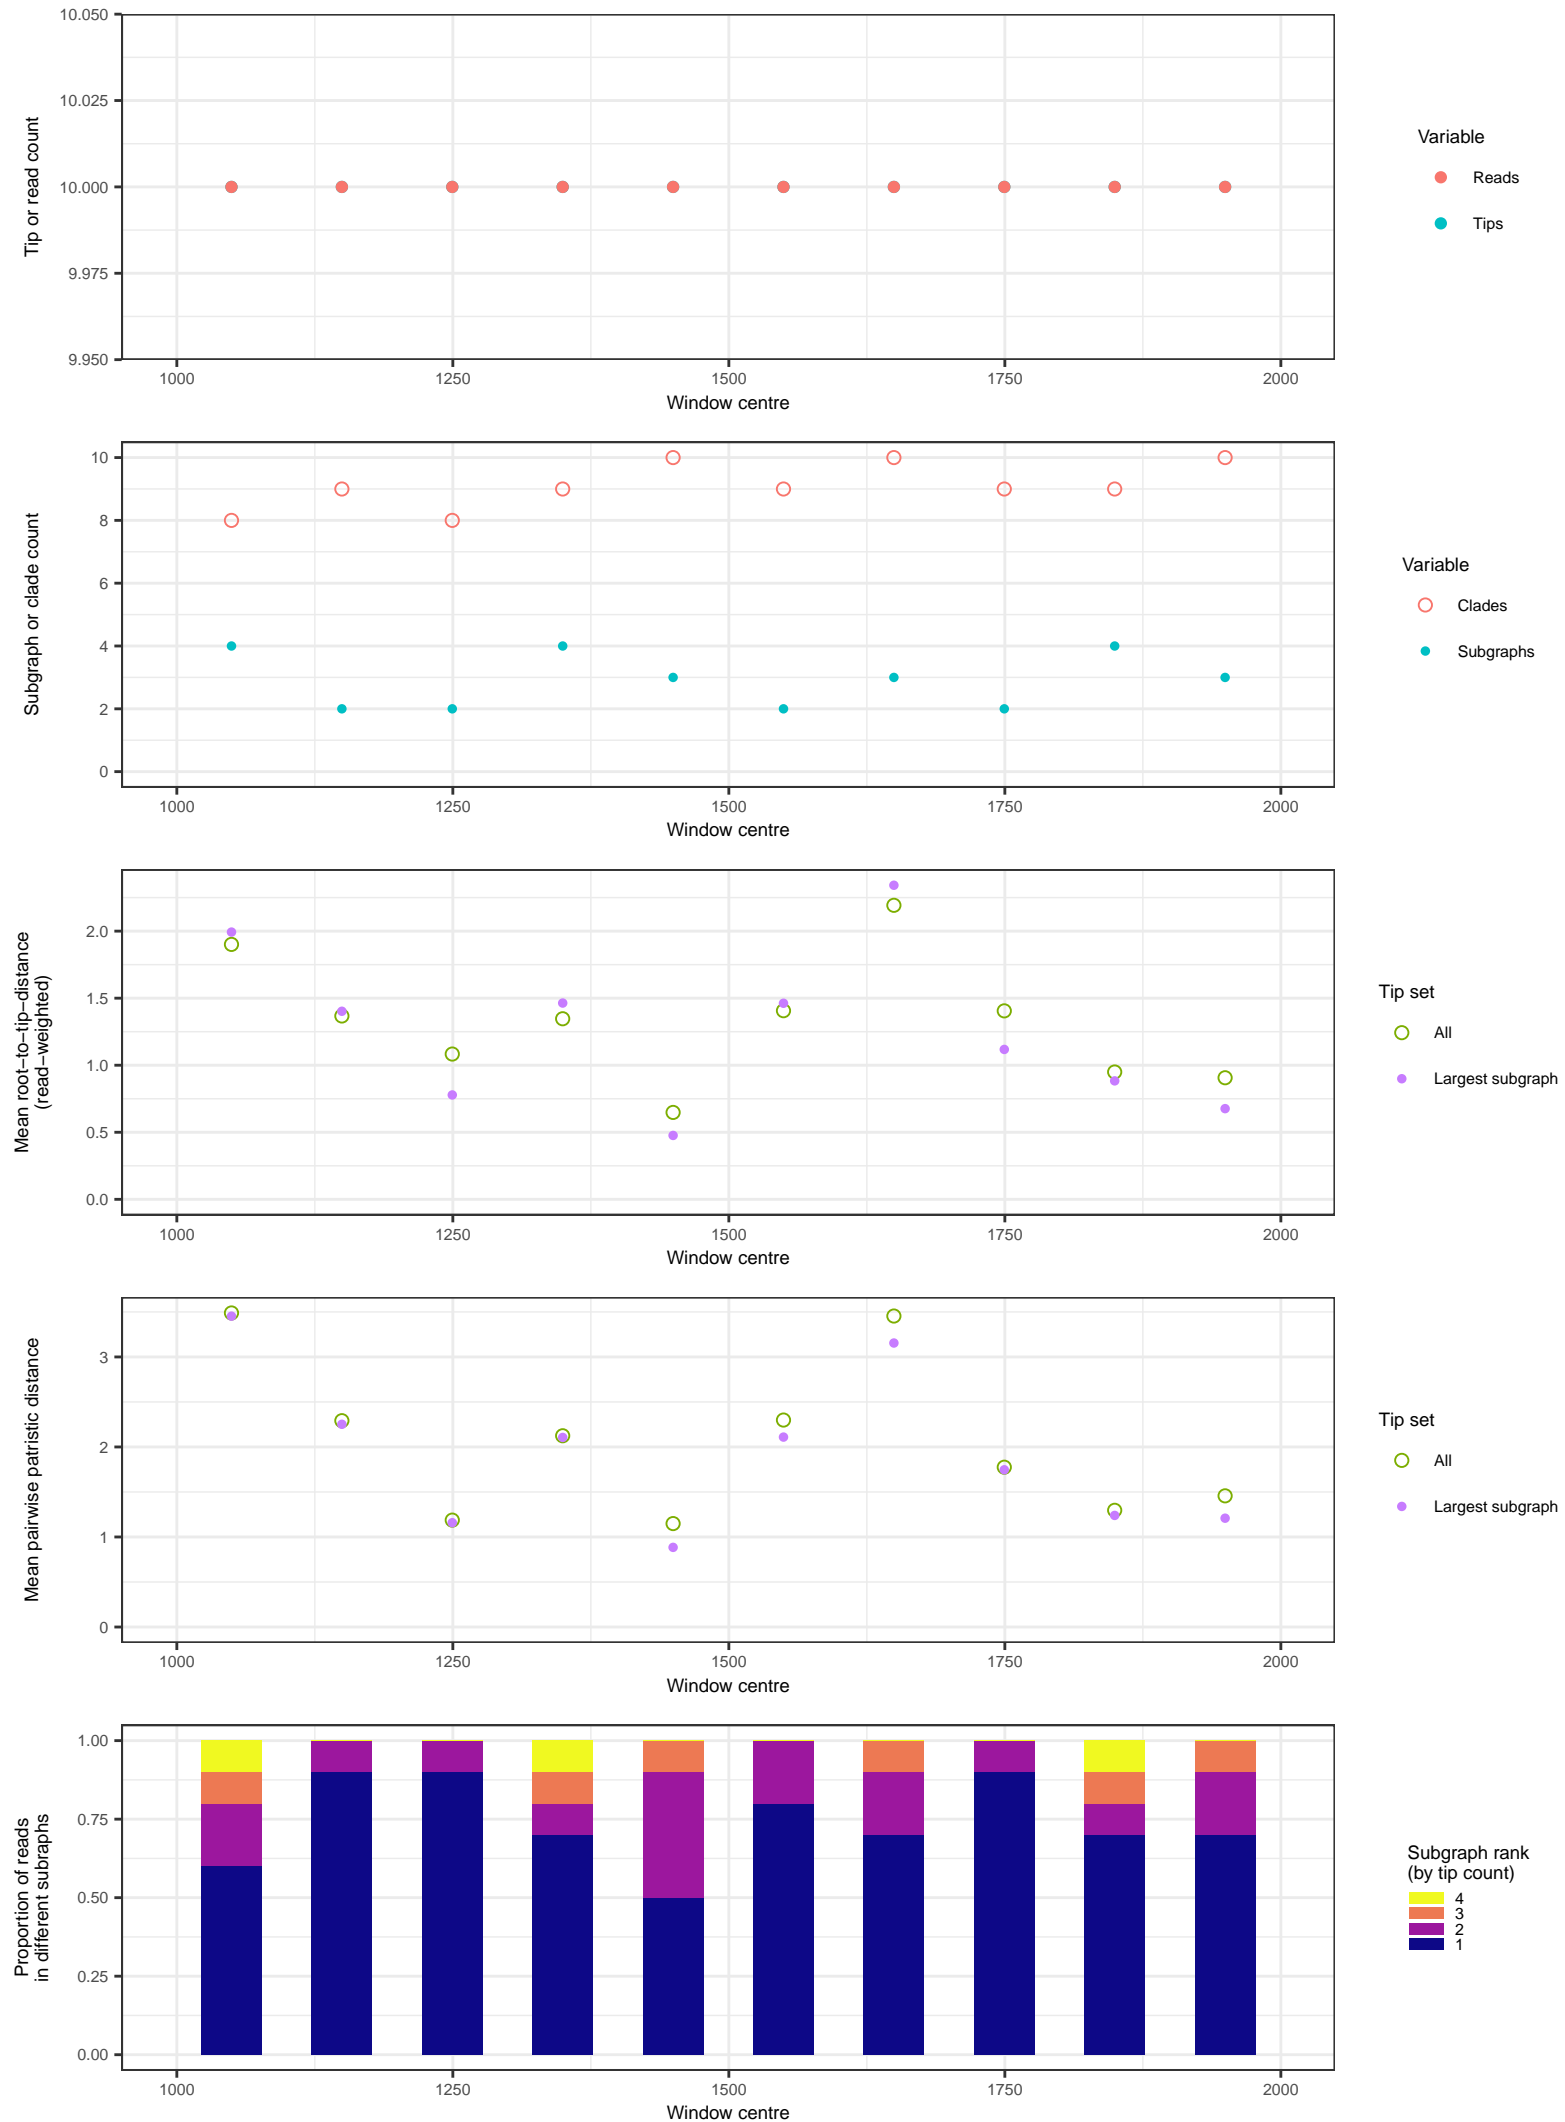 10.050
10.025
10.000
9.975
9.950
Tip or read count
1000 1250 1500 1750 2000
Window centre
Variable
Reads
Tips
10
8
6
4
2
0
Subgraph or clade count
1000 1250 1500 1750 2000
Window centre
Variable
Clades
Subgraphs
2.0
1.5
1.0
0.5
0.0
Mean root−to−tip−distance
(read−weighted)
1000 1250 1500 1750 2000
Window centre
Tip set
All
Largest subgraph
3
2
1
0
Mean pairwise patristic distance
1000 1250 1500 1750 2000
Window centre
Tip set
All
Largest subgraph
1.00
0.75
0.50
0.25
0.00
Proportion of reads
in different subraphs
1000 1250 1500 1750 2000
Window centre
Subgraph rank
(by tip count)
4
3
2
1